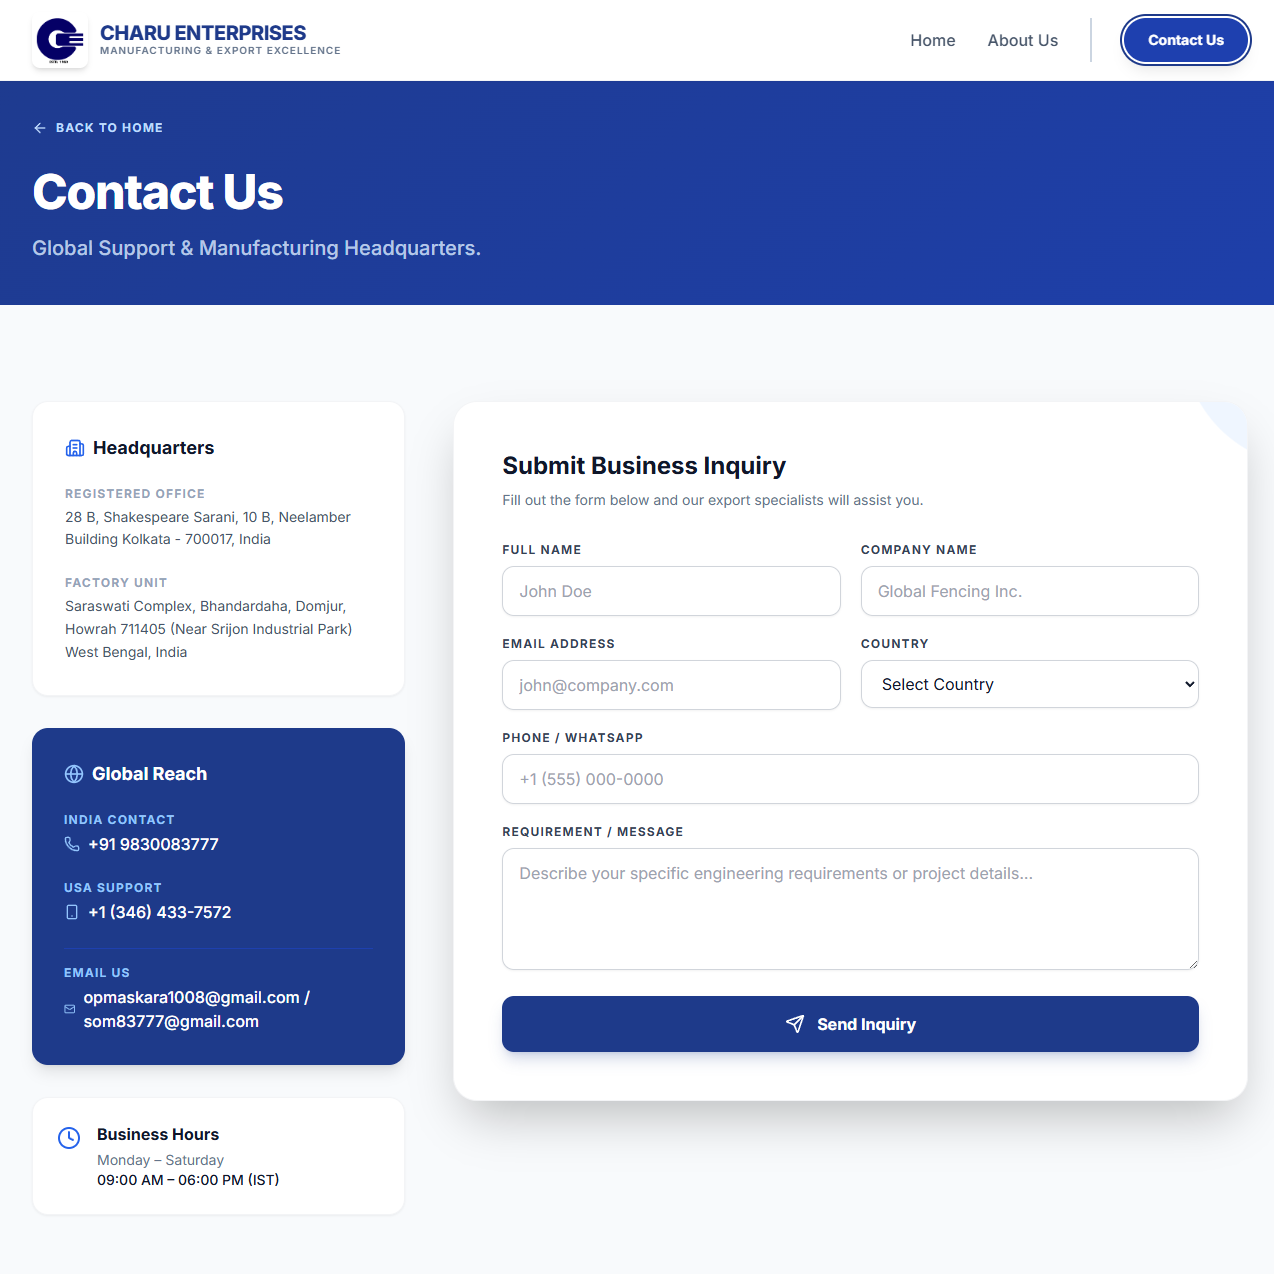 CHARU ENTERPRISES
MANUFACTURING & EXPORT EXCELLENCE
Home
About Us
Contact Us
BACK TO HOME
Contact Us
Global Support & Manufacturing Headquarters.
Headquarters
REGISTERED OFFICE
28 B, Shakespeare Sarani, 10 B, Neelamber
Building Kolkata - 700017, India
FACTORY UNIT
Saraswati Complex, Bhandardaha, Domjur,
Howrah 711405 (Near Srijon Industrial Park)
West Bengal, India
Global Reach
INDIA CONTACT
+91 9830083777
USA SUPPORT
+1 (346) 433-7572
EMAIL US
opmaskara1008@gmail.com /
som83777@gmail.com
Business Hours
Monday – Saturday
09:00 AM – 06:00 PM (IST)
Submit Business Inquiry
Fill out the form below and our export specialists will assist you.
FULL NAME
John Doe
COMPANY NAME
Global Fencing Inc.
EMAIL ADDRESS
john@company.com
COUNTRY
Select Country
PHONE / WHATSAPP
+1 (555) 000-0000
REQUIREMENT / MESSAGE
Describe your specific engineering requirements or project details...
Send Inquiry